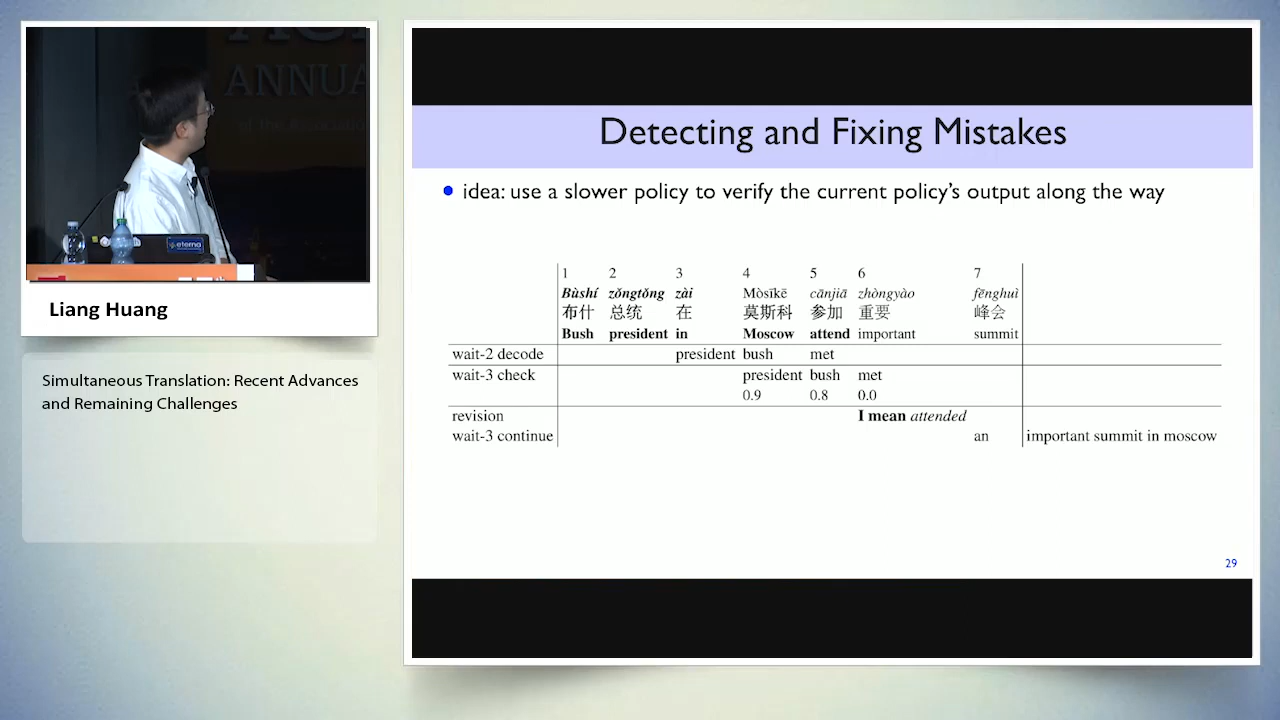 ANNUA
eterna
Liang Huang
Simultaneous Translation: Recent Advances
and Remaining Challenges
Detecting and Fixing Mistakes
idea: use a slower policy to verify the current policy's output along the way
1 2 3 4 5 6 7
Bùshí zǒngtǒng zài Mòsīkē cānjiā zhòngyào fēnghuì
布什 总统 在 莫斯科 参加 重要 峰会
Bush president in Moscow attend important summit
wait-2 decode president bush met
wait-3 check president bush met
0.9 0.8 0.0
revision I mean attended
wait-3 continue an important summit in moscow
29